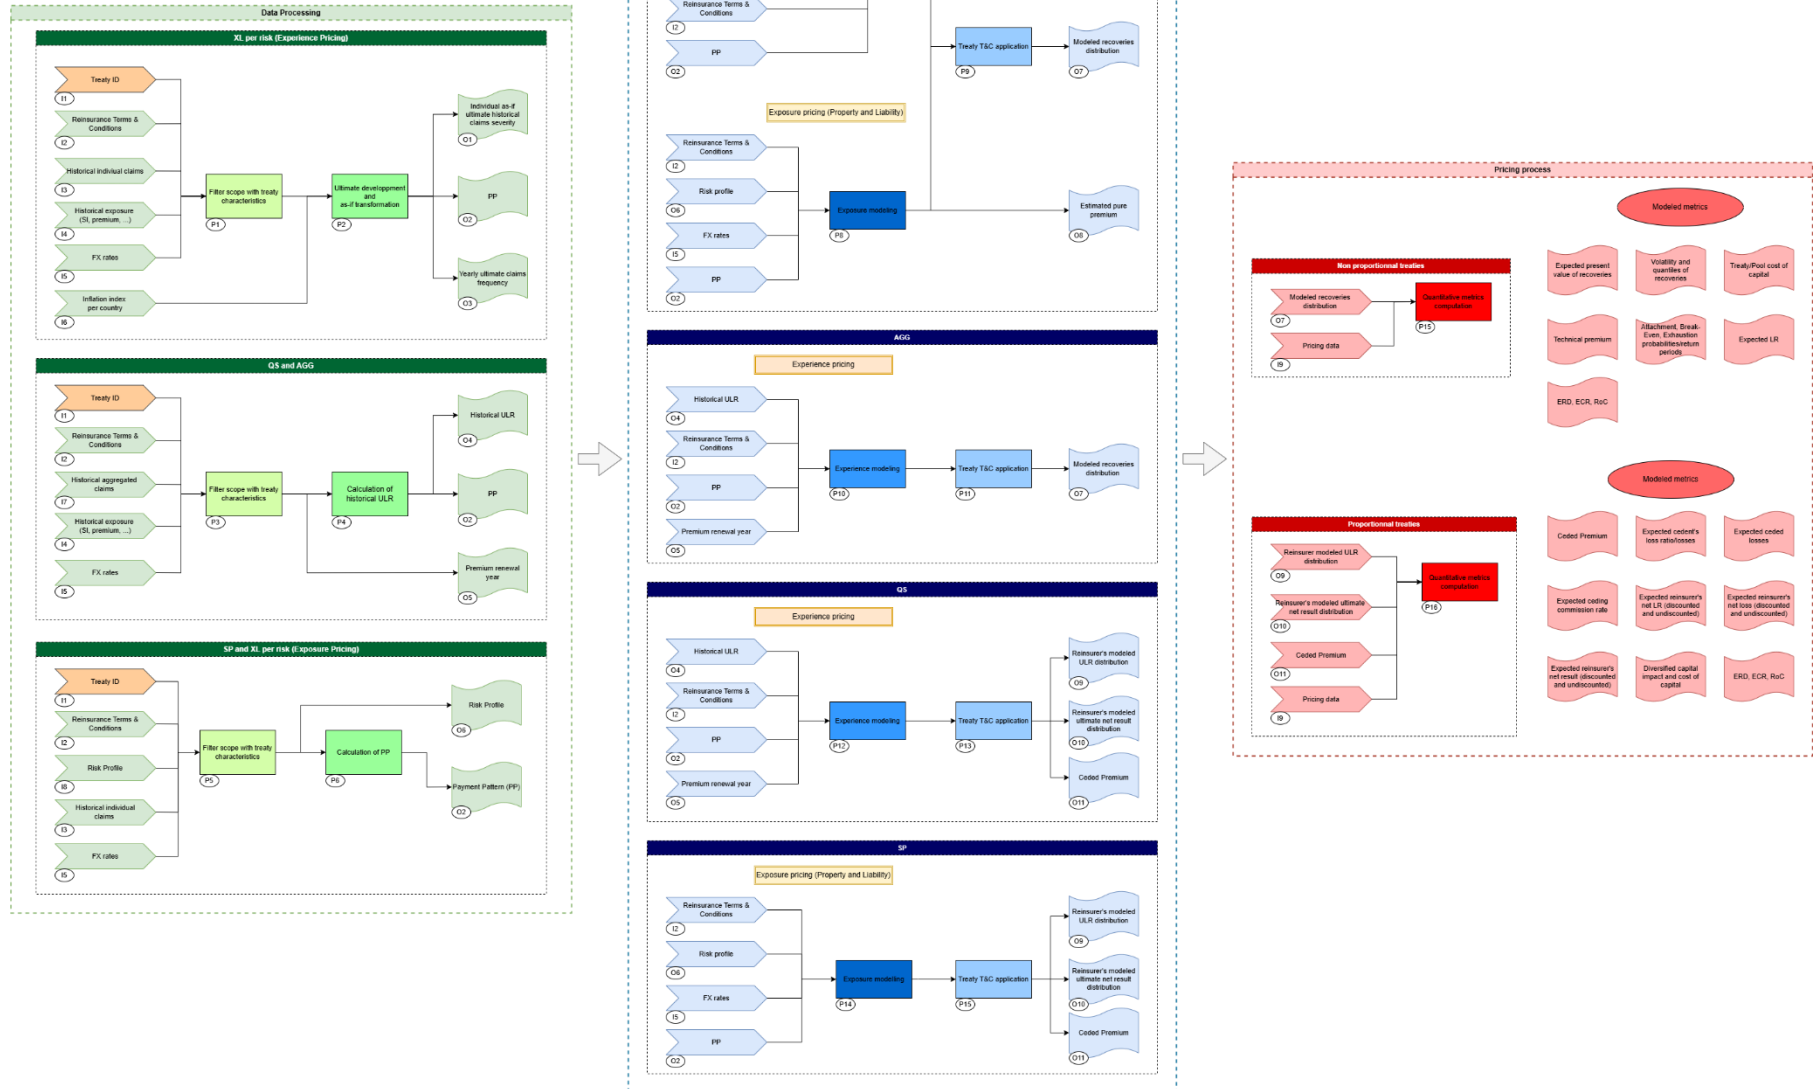 Data Processing
XL per risk (Experience Pricing)
Treaty ID
I1
Reinsurance Terms &
Conditions
I2
Historical indiviual claims
I3
Historical exposure
(SI, premium, ...)
I4
FX rates
I5
Inflation index
per country
I6
Filter scope with treaty
characteristics
P1
Ultimate developpment
and
as-if transformation
P2
Individual as-if
ultimate historical
claims severity
O1
PP
O2
Yearly ultimate claims
frequency
O3
QS and AGG
Treaty ID
I1
Reinsurance Terms &
Conditions
I2
Historical aggregated
claims
I7
Historical exposure
(SI, premium, ...)
I4
FX rates
I5
Filter scope with treaty
characteristics
P3
Calculation of
historical ULR
P4
Historical ULR
O4
PP
O2
Premium renewal
year
O5
SP and XL per risk (Exposure Pricing)
Treaty ID
I1
Reinsurance Terms &
Conditions
I2
Risk Profile
I8
Historical individual
claims
I3
FX rates
I5
Filter scope with treaty
characteristics
P5
Calculation of PP
P6
Risk Profile
O6
Payment Pattern (PP)
O2
Reinsurance Terms &
Conditions
I2
PP
O2
Treaty T&C application
P9
Modeled recoveries
distribution
O7
Exposure pricing (Property and Liability)
Reinsurance Terms &
Conditions
I2
Risk profile
O6
FX rates
I5
PP
O2
Exposure modeling
P8
Estimated pure
premium
O8
AGG
Experience pricing
Historical ULR
O4
Reinsurance Terms &
Conditions
I2
PP
O2
Premium renewal year
O5
Experience modeling
P10
Treaty T&C application
P11
Modeled recoveries
distribution
O7
QS
Experience pricing
Historical ULR
O4
Reinsurance Terms &
Conditions
I2
PP
O2
Premium renewal year
O5
Experience modeling
P12
Treaty T&C application
P13
Reinsurer's modeled
ULR distribution
O9
Reinsurer's modeled
ultimate net result
distribution
O10
Ceded Premium
O11
SP
Exposure pricing (Property and Liability)
Reinsurance Terms &
Conditions
I2
Risk profile
O6
FX rates
I5
PP
O2
Exposure modelling
P14
Treaty T&C application
P15
Reinsurer's modeled
ULR distribution
O9
Reinsurer's modeled
ultimate net result
distribution
O10
Ceded Premium
O11
Pricing process
Non proportionnal treaties
Modeled recoveries
distribution
O7
Pricing data
I9
Quantitative metrics
computation
P15
Modeled metrics
Expected present
value of recoveries
Volatility and
quantiles of
recoveries
Treaty/Pool cost of
capital
Technical premium
Attachment, Break-
Even, Exhaustion
probabilities/return
periods
Expected LR
ERD, ECR, RoC
Proportionnal treaties
Reinsurer modeled ULR
distribution
O9
Reinsurer's modeled ultimate
net result distribution
O10
Ceded Premium
O11
Pricing data
I9
Quantitative metrics
computation
P16
Modeled metrics
Ceded Premium
Expected cedent's
loss ratio/losses
Expected ceded
losses
Expected ceding
commission rate
Expected reinsurer's
net LR (discounted
and undiscounted)
Expected reinsurer's
net loss (discounted
and undiscounted)
Expected reinsurer's
net result (discounted
and undiscounted)
Diversified capital
impact and cost of
capital
ERD, ECR, RoC